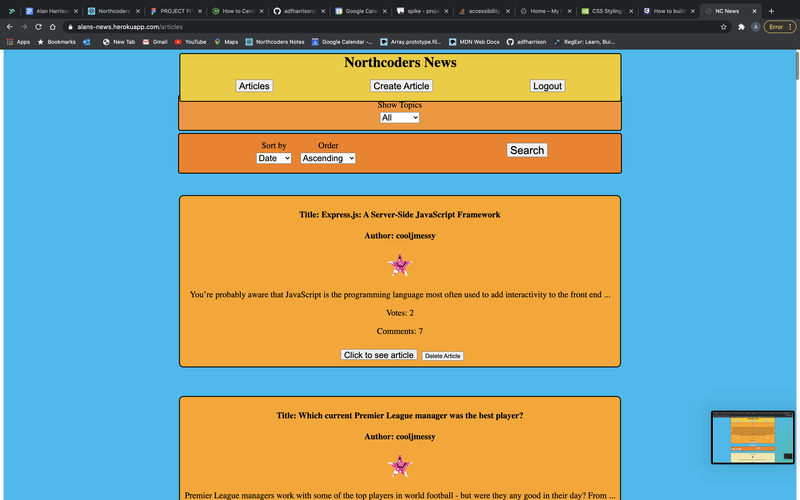 Alan Harriso
Northcoders
PROJECT PIT
How to Cente
adfharrison/
Google Calen
spike - projec
accessibility
Home – My F
CSS Styling I
How to build
NC News
alans-news.herokuapp.com/articles
Error
Apps
Bookmarks
New Tab
Gmail
YouTube
Maps
Northcoders Notes
Google Calendar -...
Array.prototype.fil...
MDN Web Docs
adfharrison
RegExr: Learn, Bui...
Northcoders News
Articles
Create Article
Logout
Show Topics
All
Sort by
Order
Date
Ascending
Search
Title: Express.js: A Server-Side JavaScript Framework
Author: cooljmessy
You're probably aware that JavaScript is the programming language most often used to add interactivity to the front end ...
Votes: 2
Comments: 7
Click to see article
Delete Article
Title: Which current Premier League manager was the best player?
Author: cooljmessy
Premier League managers work with some of the top players in world football - but were they any good in their day? From ...